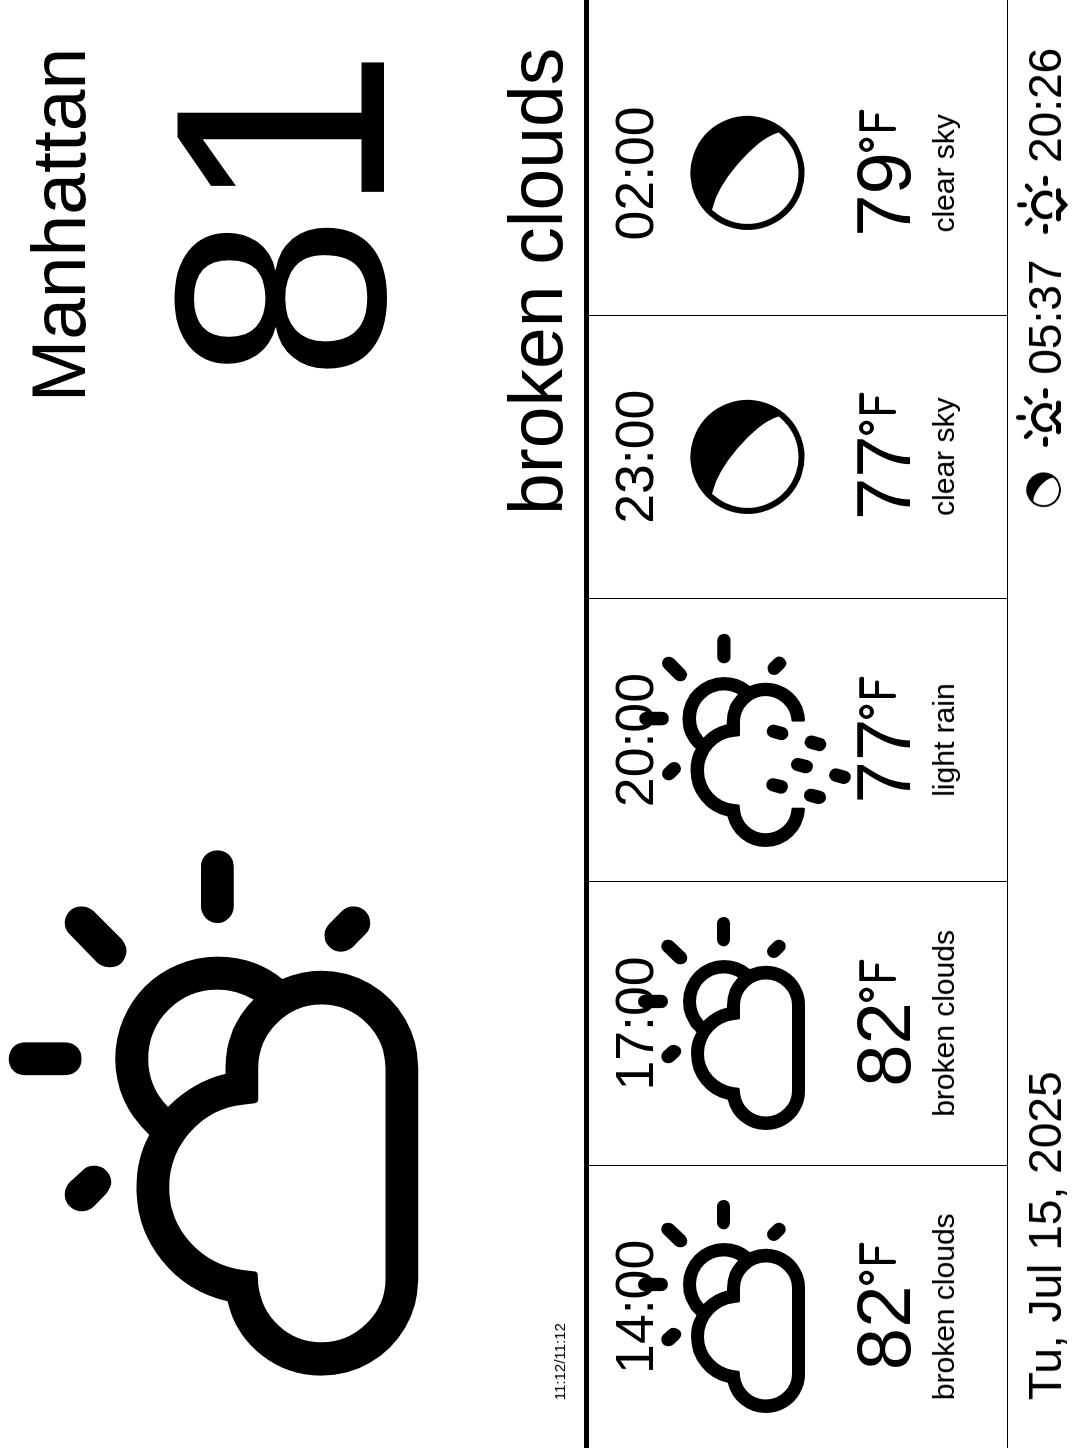 Manhattan
81
broken clouds
11:12/11:12
14:00 17:00 20:00 23:00 02:00
82°F 82°F 77°F 77°F 79°F
broken clouds broken clouds light rain clear sky clear sky
Tu, Jul 15, 2025 05:37 20:26